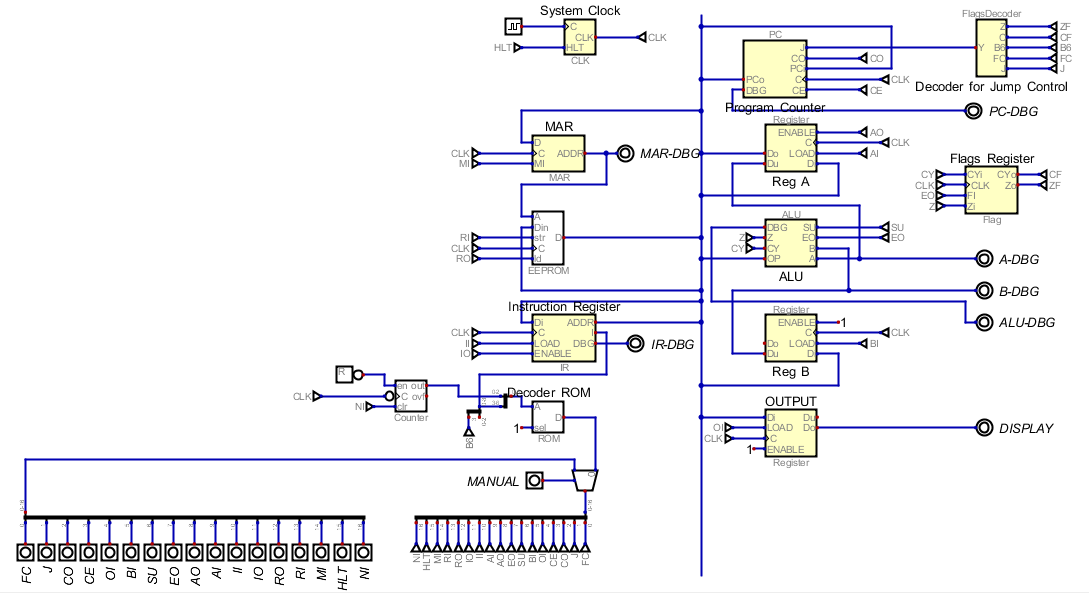 System Clock
C
CLK
HLT
CLK
HLT
CLK
FlagsDecoder
Y
Z
C
B6
FC
J
ZF
CF
B6
FC
J
Decoder for Jump Control
PC
J
CO
PCi
C
CE
PCo
DBG
CO
CLK
CE
Program Counter
PC-DBG
MAR
D
C
MI
ADDR
CLK
MI
MAR
MAR-DBG
Register
ENABLE
C
LOAD
D
Do
Du
AO
CLK
AI
Reg A
Flags Register
CY
CLK
EO
Z
CYi
CLK
FI
Zi
CYo
Zo
CF
ZF
Flag
A
Din
str
C
ld
D
RI
CLK
RO
EEPROM
ALU
DBG
Z
CY
OP
SU
EO
B
A
Z
CY
SU
EO
ALU
A-DBG
B-DBG
ALU-DBG
Instruction Register
Di
C
LOAD
ENABLE
ADDR
I
DBG
CLK
II
IO
IR
IR-DBG
Register
ENABLE
C
LOAD
D
Do
Du
1
CLK
BI
Reg B
R
CLK
NI
en
out
C
ovf
clr
Counter
B6
Decoder ROM
A
sel
D
1
ROM
OUTPUT
Di
LOAD
C
ENABLE
Du
Do
OI
CLK
1
Register
DISPLAY
MANUAL
0
FC
J
CO
CE
OI
BI
SU
EO
AO
AI
II
IO
RO
RI
MI
HLT
NI
NI
HLT
MI
RI
RO
IO
II
AI
AO
EO
SU
BI
OI
CE
CO
J
FC